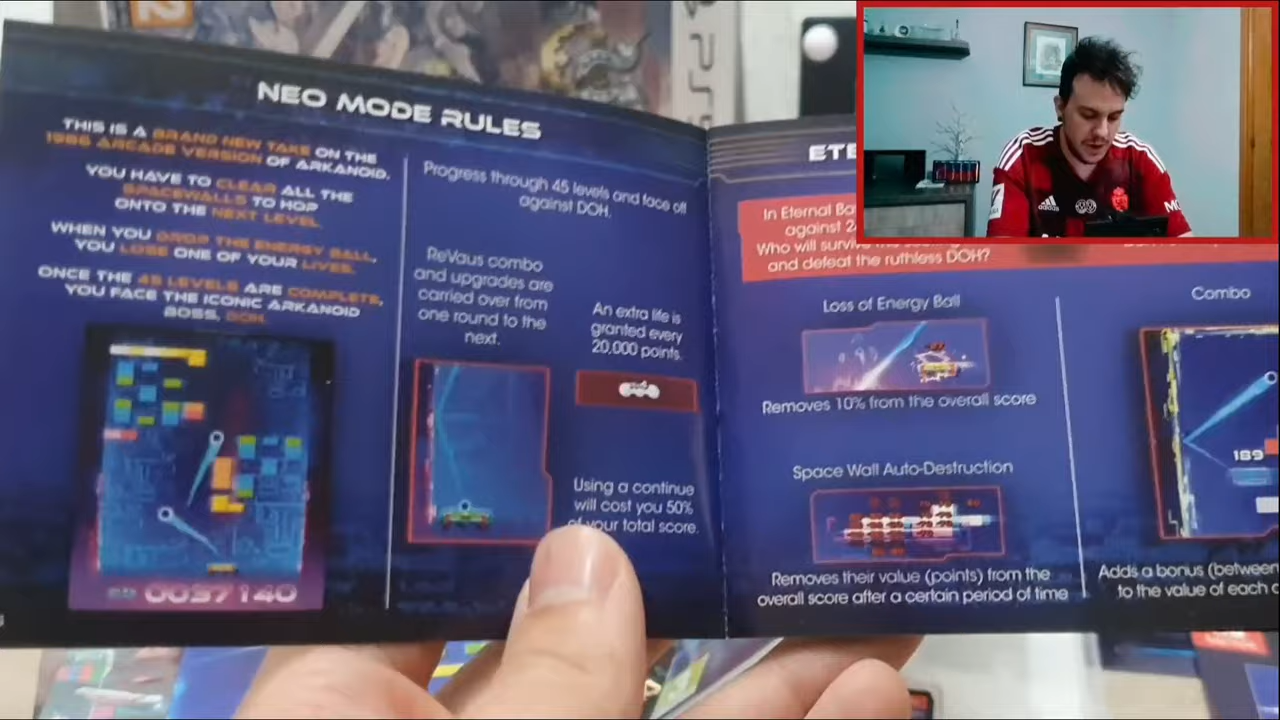 NEO MODE RULES
THIS IS A BRAND NEW TAKE ON THE
1986 ARCADE VERSION OF ARKANOID.
YOU HAVE TO CLEAR ALL THE
SPACEWALLS TO HOP
ONTO THE NEXT LEVEL.
WHEN YOU DROP THE ENERGY BALL,
YOU LOSE ONE OF YOUR LIVES.
ONCE THE 45 LEVELS ARE COMPLETE,
YOU FACE THE ICONIC ARKANOID
BOSS, DOH.
0037140
Progress through 45 levels and face off
against DOH.
ReVaus combo
and upgrades are
carried over from
one round to the
next.
An extra life is
granted every
20,000 points.
Using a continue
will cost you 50%
of your total score.
In Eternal Ba
against 2
Who will survive the
and defeat the ruthless DOH?
Loss of Energy Ball
Removes 10% from the overall score
Space Wall Auto-Destruction
Removes their value (points) from the
overall score after a certain period of time
Combo
189
Adds a bonus (between
to the value of each
adidas